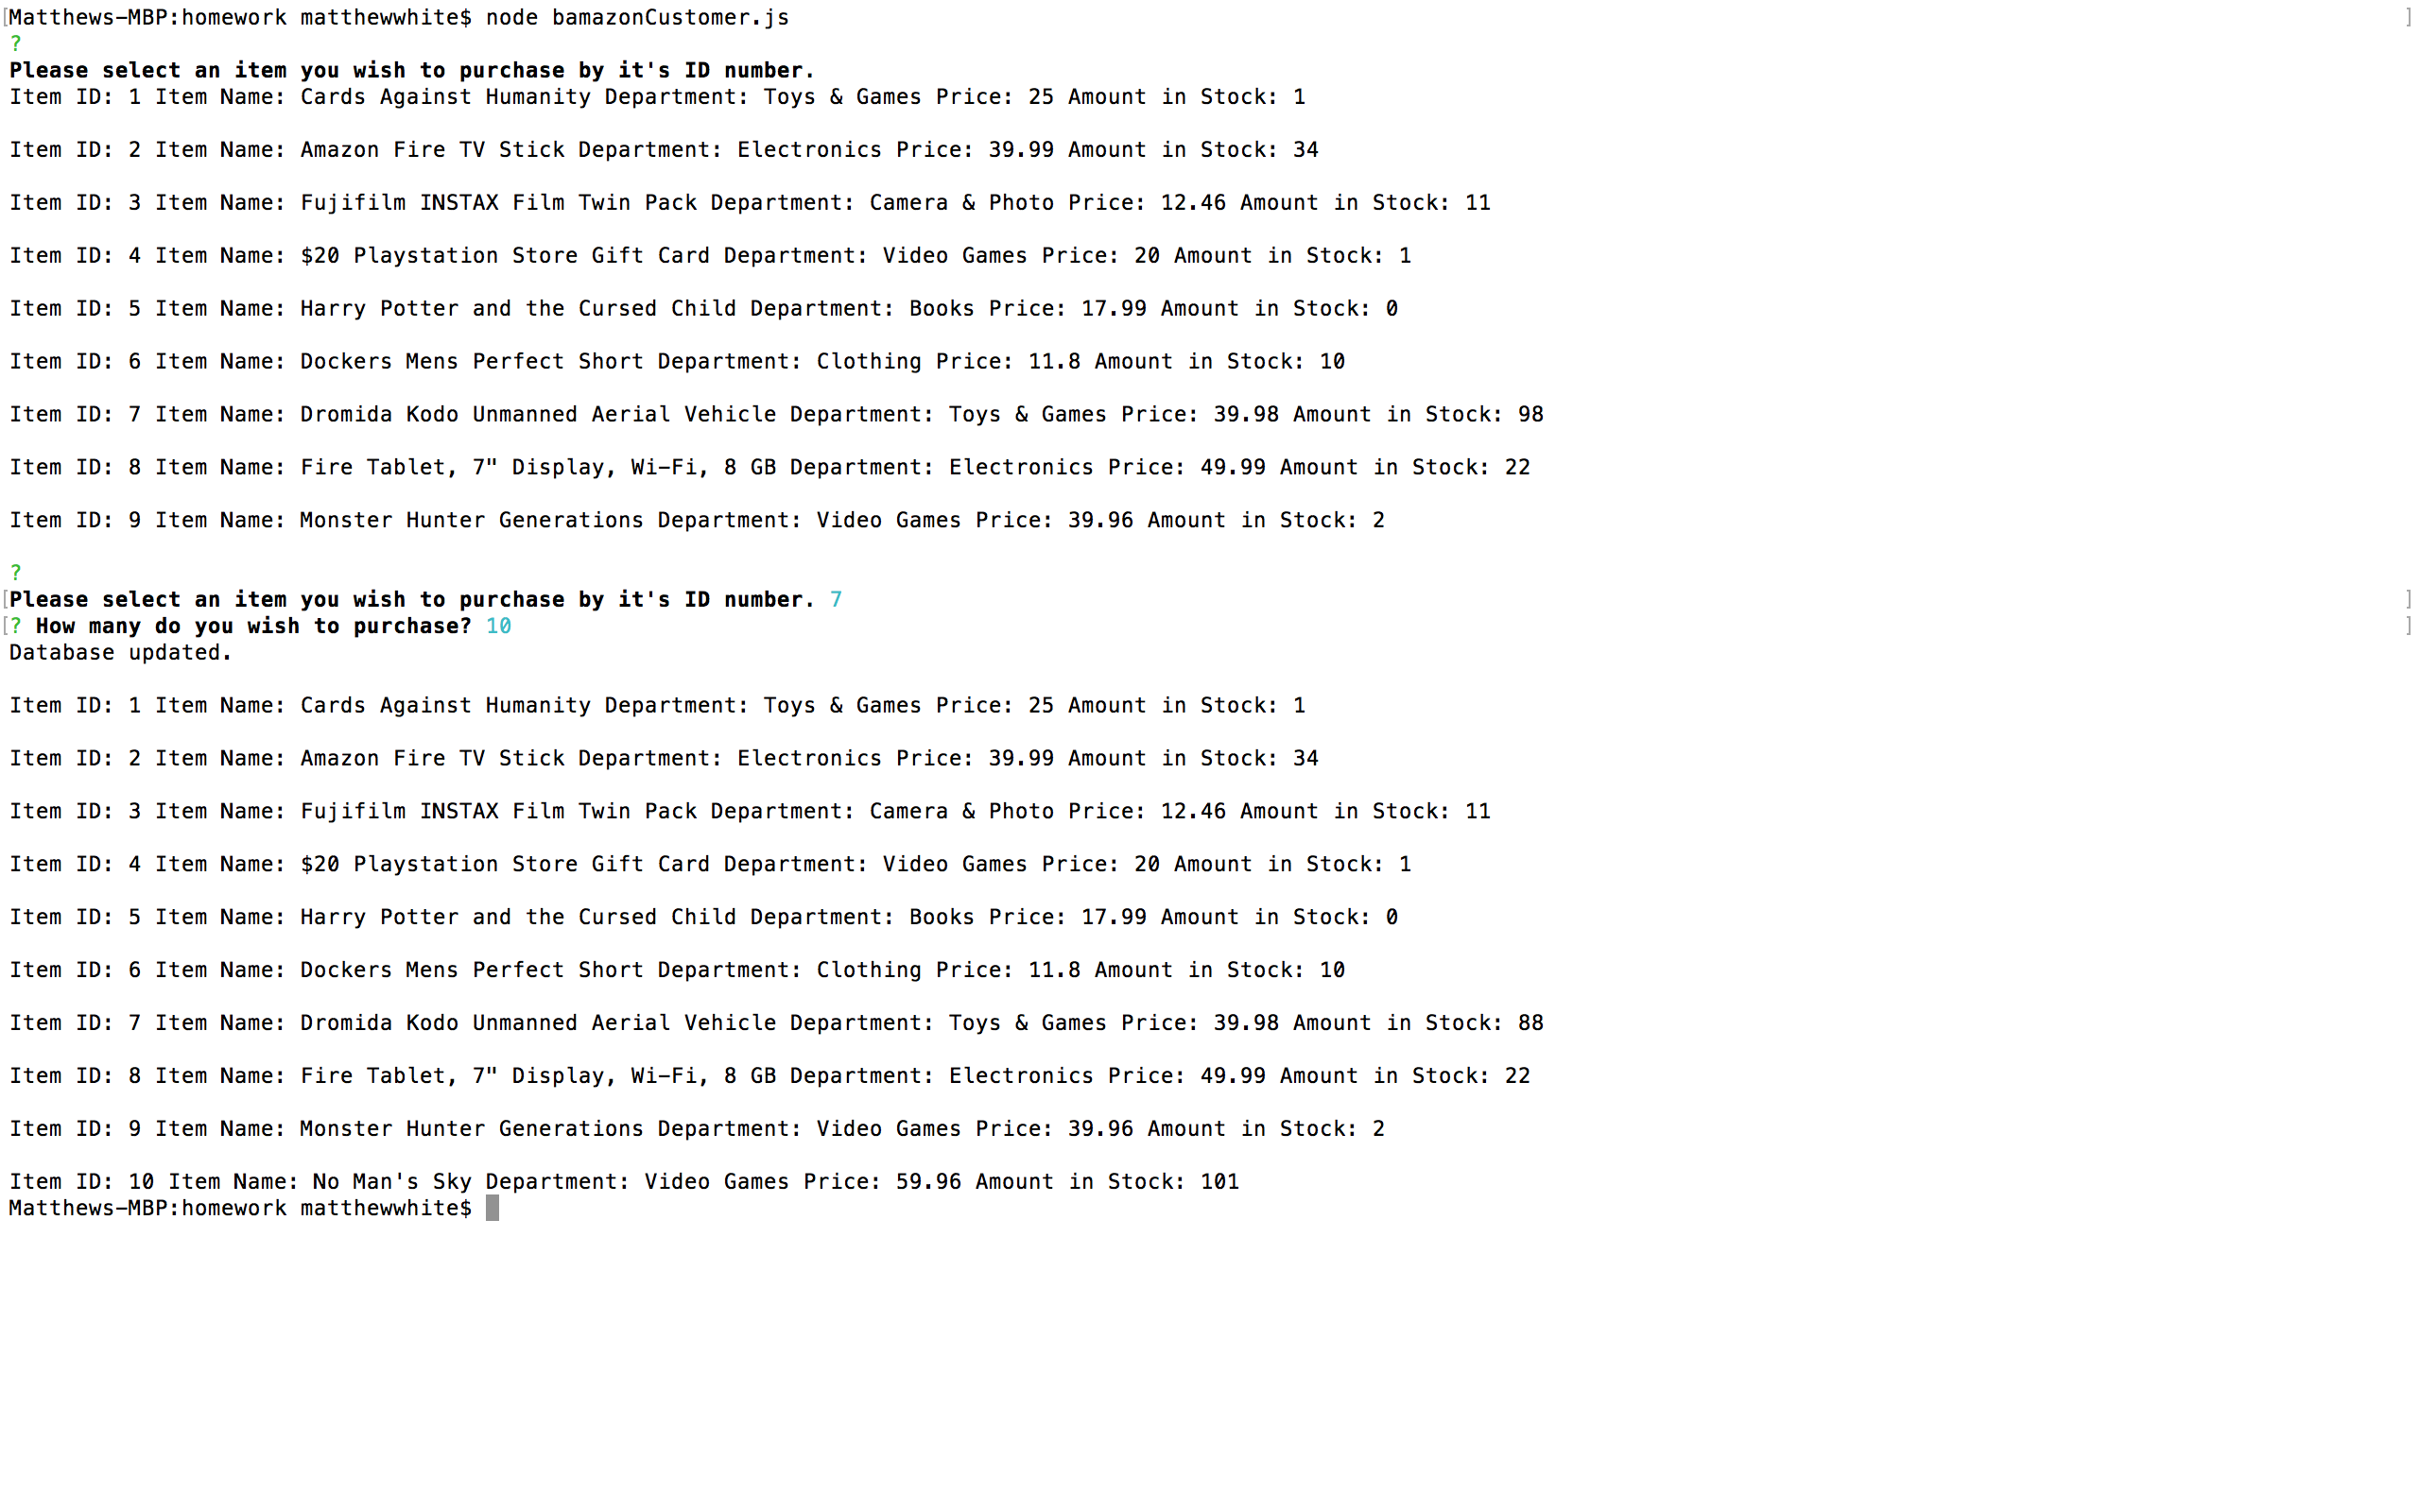 [Matthews-MBP:homework matthewwhite$ node bamazonCustomer.js ]
?
Please select an item you wish to purchase by it's ID number.
Item ID: 1 Item Name: Cards Against Humanity Department: Toys & Games Price: 25 Amount in Stock: 1
Item ID: 2 Item Name: Amazon Fire TV Stick Department: Electronics Price: 39.99 Amount in Stock: 34
Item ID: 3 Item Name: Fujifilm INSTAX Film Twin Pack Department: Camera & Photo Price: 12.46 Amount in Stock: 11
Item ID: 4 Item Name: $20 Playstation Store Gift Card Department: Video Games Price: 20 Amount in Stock: 1
Item ID: 5 Item Name: Harry Potter and the Cursed Child Department: Books Price: 17.99 Amount in Stock: 0
Item ID: 6 Item Name: Dockers Mens Perfect Short Department: Clothing Price: 11.8 Amount in Stock: 10
Item ID: 7 Item Name: Dromida Kodo Unmanned Aerial Vehicle Department: Toys & Games Price: 39.98 Amount in Stock: 98
Item ID: 8 Item Name: Fire Tablet, 7" Display, Wi-Fi, 8 GB Department: Electronics Price: 49.99 Amount in Stock: 22
Item ID: 9 Item Name: Monster Hunter Generations Department: Video Games Price: 39.96 Amount in Stock: 2
?
[Please select an item you wish to purchase by it's ID number. 7 ]
[? How many do you wish to purchase? 10 ]
Database updated.
Item ID: 1 Item Name: Cards Against Humanity Department: Toys & Games Price: 25 Amount in Stock: 1
Item ID: 2 Item Name: Amazon Fire TV Stick Department: Electronics Price: 39.99 Amount in Stock: 34
Item ID: 3 Item Name: Fujifilm INSTAX Film Twin Pack Department: Camera & Photo Price: 12.46 Amount in Stock: 11
Item ID: 4 Item Name: $20 Playstation Store Gift Card Department: Video Games Price: 20 Amount in Stock: 1
Item ID: 5 Item Name: Harry Potter and the Cursed Child Department: Books Price: 17.99 Amount in Stock: 0
Item ID: 6 Item Name: Dockers Mens Perfect Short Department: Clothing Price: 11.8 Amount in Stock: 10
Item ID: 7 Item Name: Dromida Kodo Unmanned Aerial Vehicle Department: Toys & Games Price: 39.98 Amount in Stock: 88
Item ID: 8 Item Name: Fire Tablet, 7" Display, Wi-Fi, 8 GB Department: Electronics Price: 49.99 Amount in Stock: 22
Item ID: 9 Item Name: Monster Hunter Generations Department: Video Games Price: 39.96 Amount in Stock: 2
Item ID: 10 Item Name: No Man's Sky Department: Video Games Price: 59.96 Amount in Stock: 101
Matthews-MBP:homework matthewwhite$